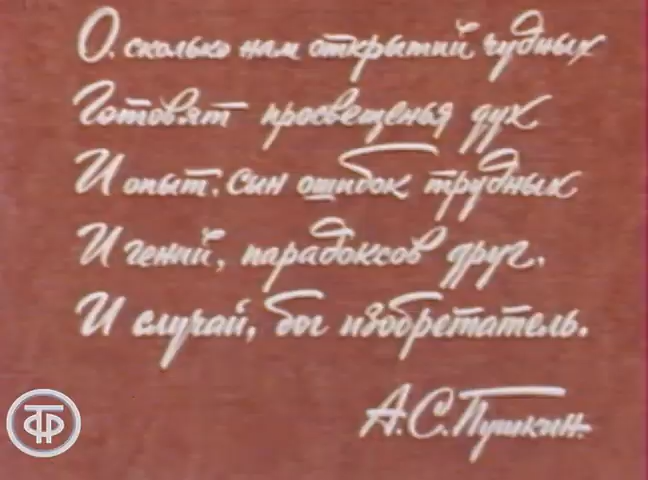 О, сколько нам открытий чудных
Готовят просвещенья дух
И опыт, сын ошибок трудных
И гений, парадоксов друг,
И случай, бог изобретатель.
А.С.Пушкин.